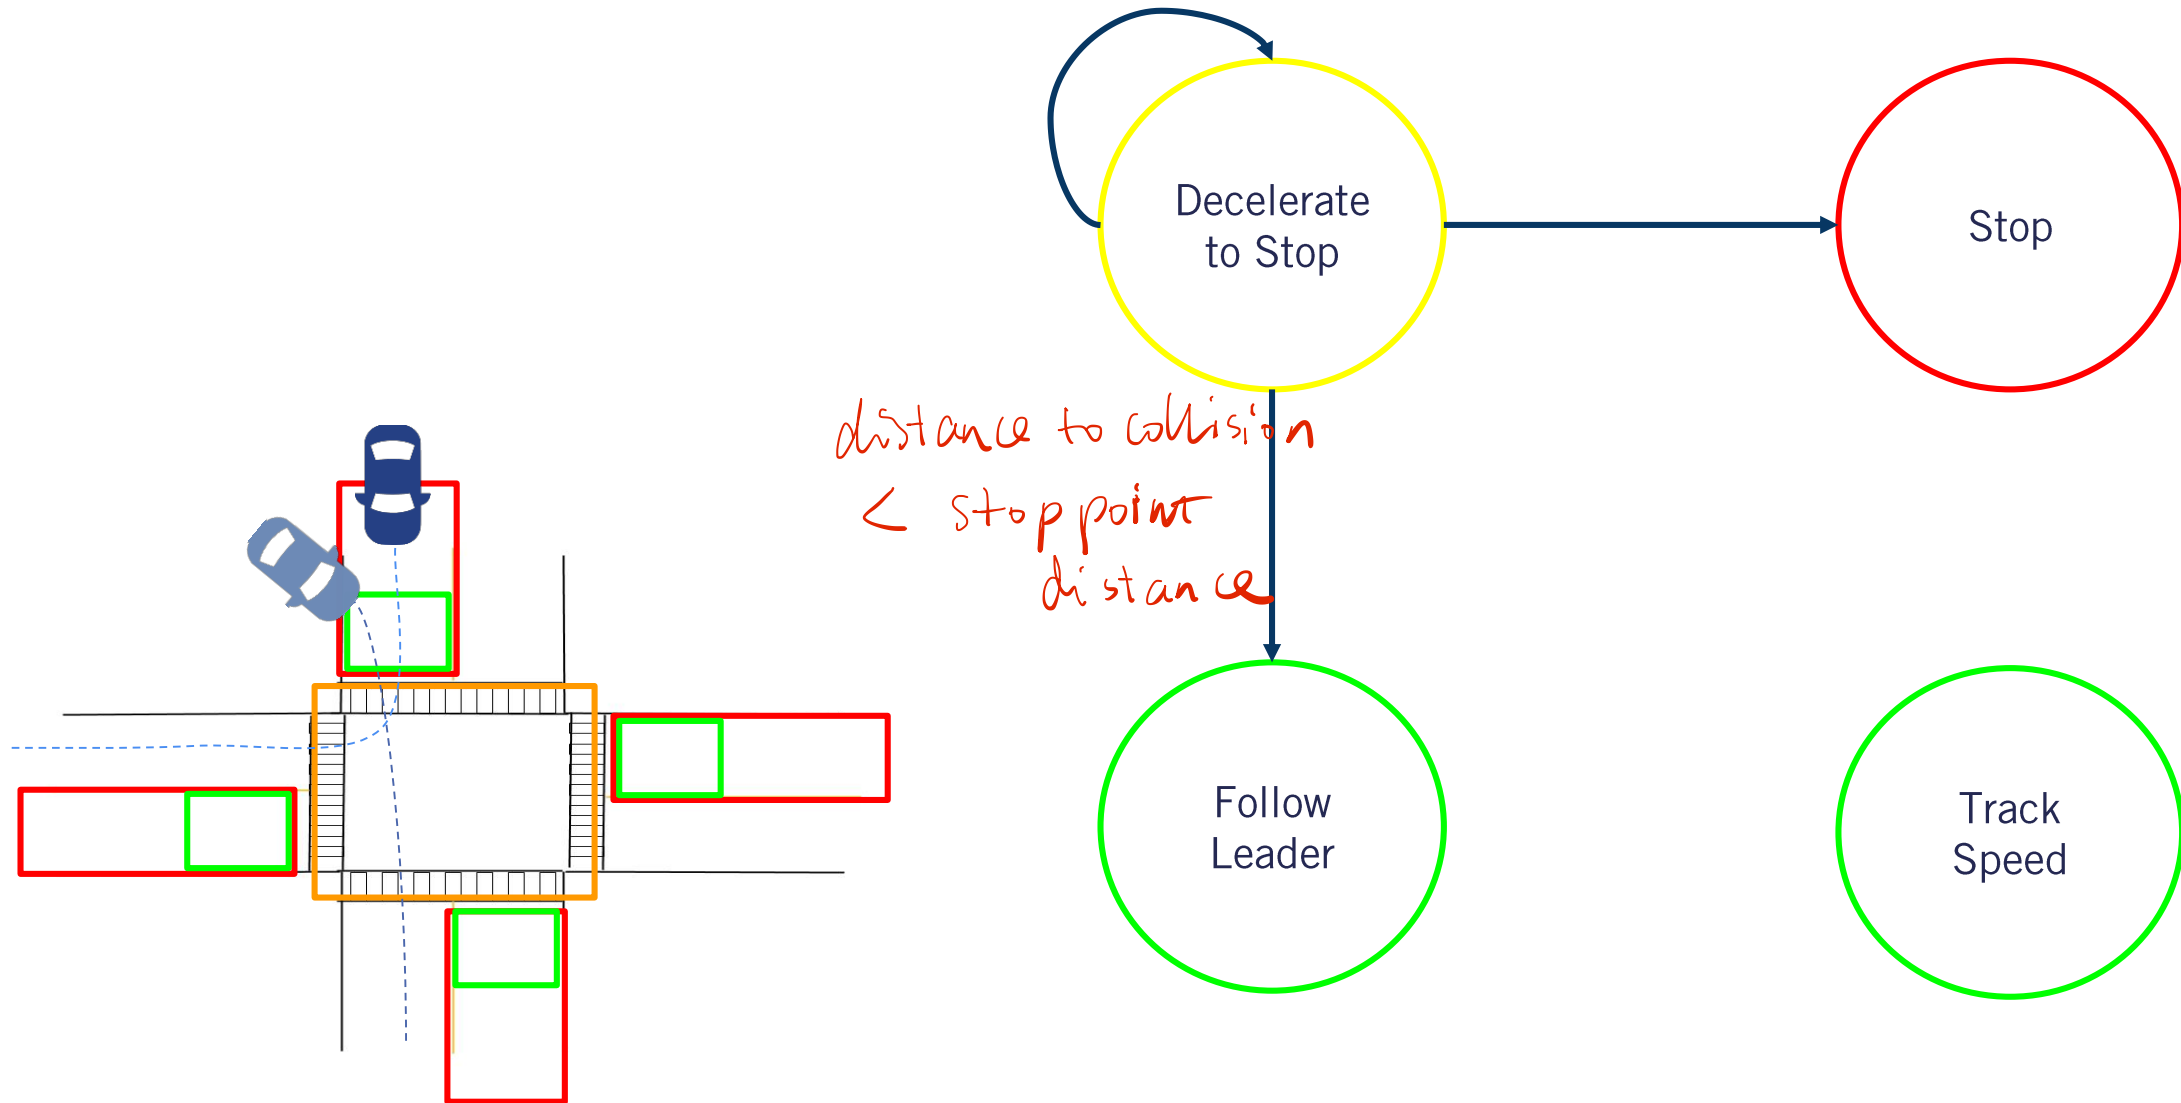 Decelerate
to Stop
Stop
distance to collision
< stop point
distance
Follow
Leader
Track
Speed